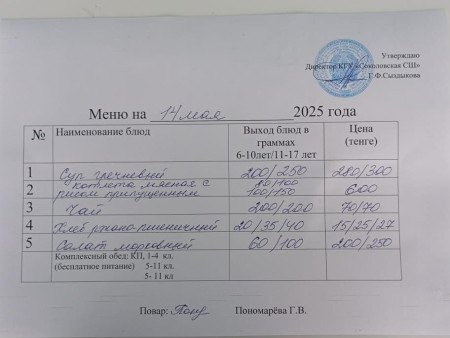 Утверждаю
Директор КГУ «Соколовская СШ»
Г.Ф.Сыздыкова
Меню на 14 мая 2025 года
№ Наименование блюд Выход блюд в граммах 6-10лет/11-17 лет Цена (тенге)
1 Суп гречневый 200/250 280/300
2 Котлета мясная с рисом припущенным 80/100 100/150 600
3 Чай 200/200 70/70
4 Хлеб ржано-пшеничный 20/35/40 15/25/27
5 Салат морковный 60/100 200/250
Комплексный обед: КП, 1-4 кл.
(бесплатное питание) 5-11 кл
5- 11 кл
Повар: Пономарёва Г.В.